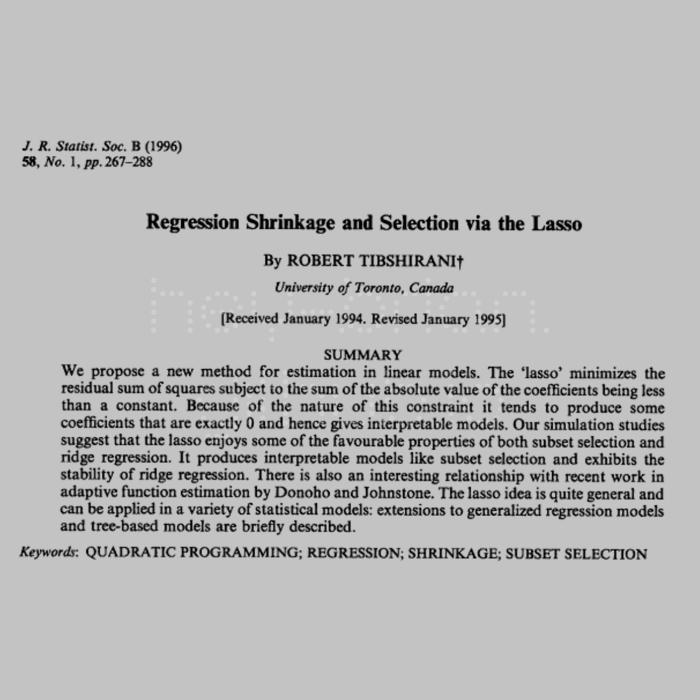 J. R. Statist. Soc. B (1996)
58, No. 1, pp. 267–288
Regression Shrinkage and Selection via the Lasso
By ROBERT TIBSHIRANI†
University of Toronto, Canada
[Received January 1994. Revised January 1995]
SUMMARY
We propose a new method for estimation in linear models. The ‘lasso’ minimizes the
residual sum of squares subject to the sum of the absolute value of the coefficients being less
than a constant. Because of the nature of this constraint it tends to produce some
coefficients that are exactly 0 and hence gives interpretable models. Our simulation studies
suggest that the lasso enjoys some of the favourable properties of both subset selection and
ridge regression. It produces interpretable models like subset selection and exhibits the
stability of ridge regression. There is also an interesting relationship with recent work in
adaptive function estimation by Donoho and Johnstone. The lasso idea is quite general and
can be applied in a variety of statistical models: extensions to generalized regression models
and tree-based models are briefly described.
Keywords: QUADRATIC PROGRAMMING; REGRESSION; SHRINKAGE; SUBSET SELECTION